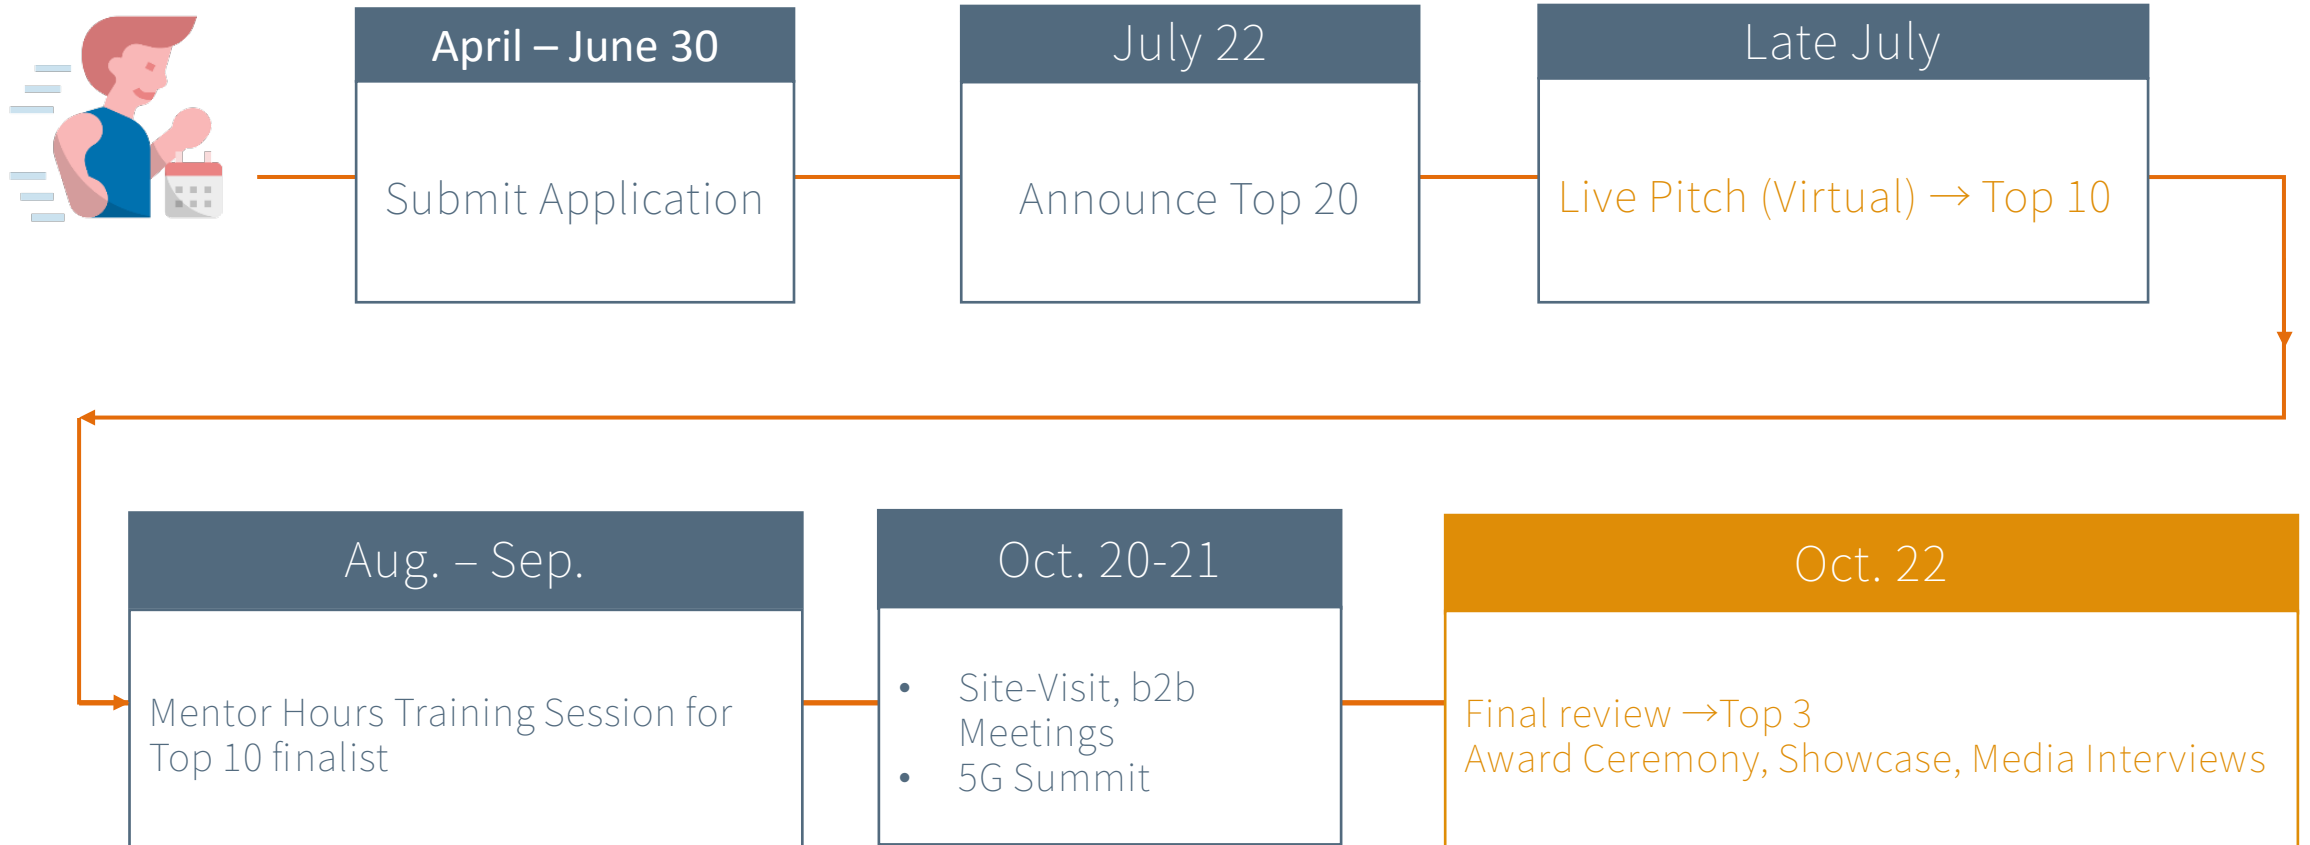 April – June 30
Submit Application
July 22
Announce Top 20
Late July
Live Pitch (Virtual) → Top 10
Aug. – Sep.
Mentor Hours Training Session for
Top 10 finalist
Oct. 20-21
• Site-Visit, b2b
Meetings
• 5G Summit
Oct. 22
Final review →Top 3
Award Ceremony, Showcase, Media Interviews